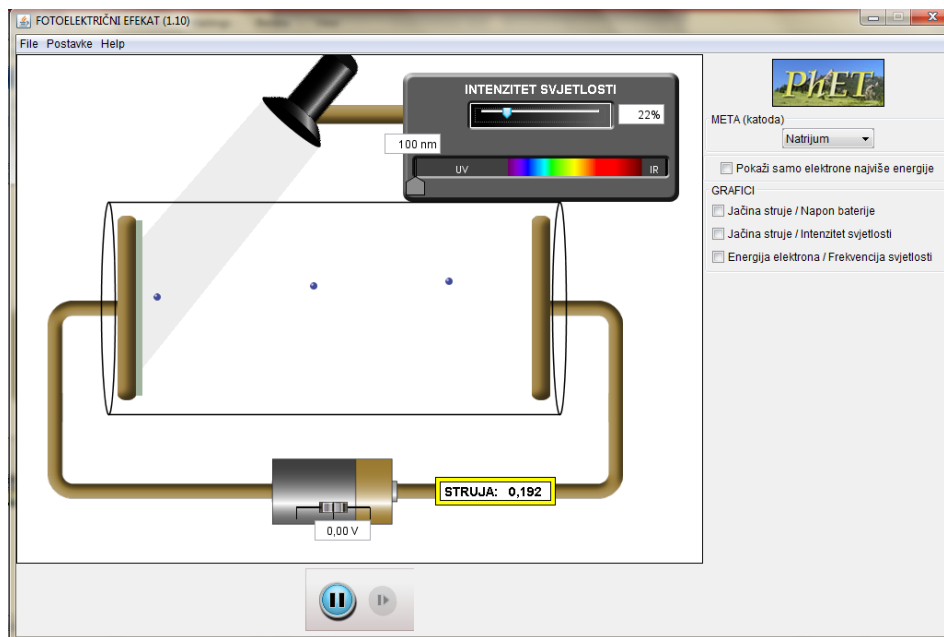 FOTOELEKTRIČNI EFEKAT (1.10)
File Postavke Help
INTENZITET SVJETLOSTI
22%
100 nm
UV
IR
STRUJA: 0,192
0,00 V
PhET
META (katoda)
Natrijum
Pokaži samo elektrone najviše energije
GRAFICI
Jačina struje / Napon baterije
Jačina struje / Intenzitet svjetlosti
Energija elektrona / Frekvencija svjetlosti